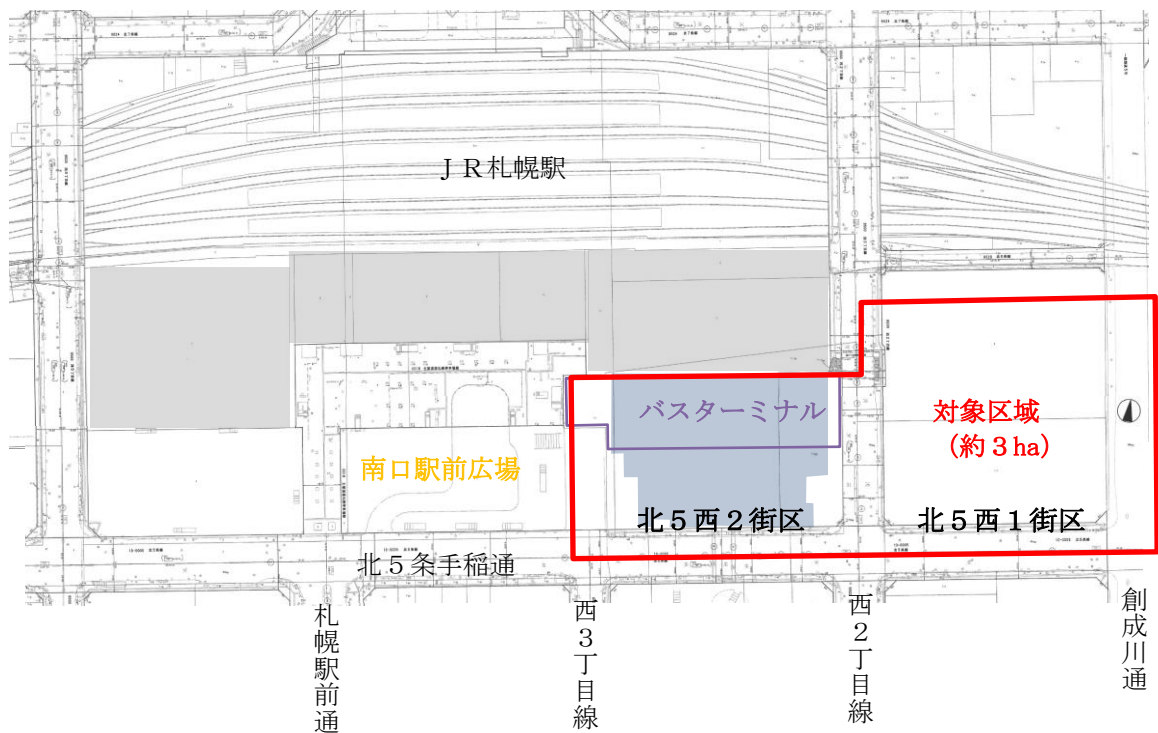 ＪＲ札幌駅
バスターミナル
対象区域
（約３ha）
南口駅前広場
北５西２街区
北５西１街区
北５条手稲通
札幌駅前通
西３丁目線
西２丁目線
創成川通